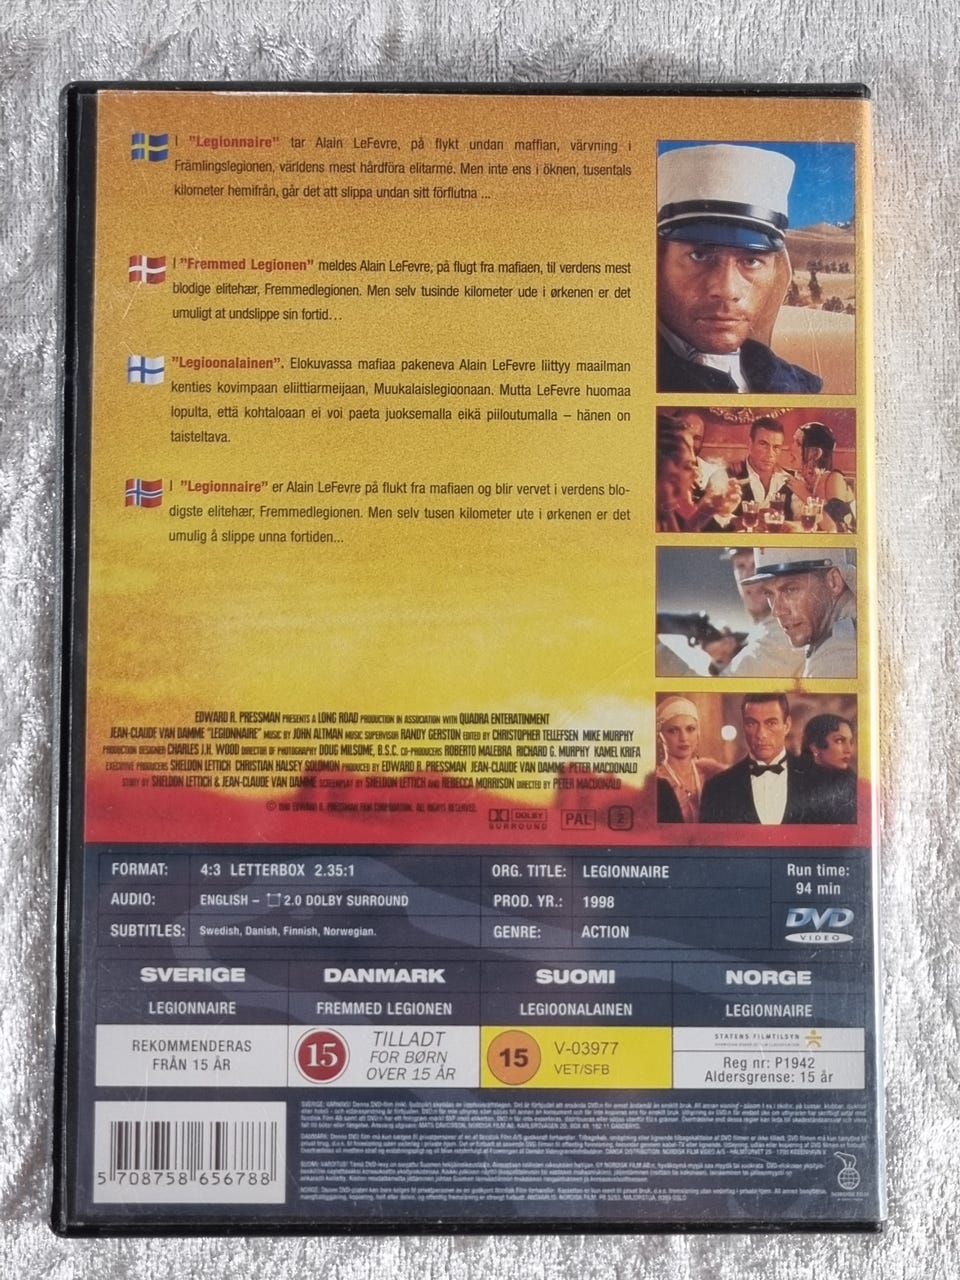 I "Legionnaire" tar Alain LeFevre, på flykt undan maffian, värvning i
Främlingslegionen, världens mest hårdföra elitarmé. Men inte ens i öknen, tusentals
kilometer hemifrån, går det att slippa undan sitt förflutna ...
I "Fremmed Legionen" meldes Alain LeFevre, på flugt fra mafiaen, til verdens mest
blodige elitehær, Fremmedlegionen. Men selv tusinde kilometer ude i ørkenen er det
umuligt at undslippe sin fortid...
"Legioonalainen". Elokuvassa mafiaa pakeneva Alain LeFevre liittyy maailman
kenties kovimpaan eliittiarmeijaan, Muukalaislegioonaan. Mutta LeFevre huomaa
lopulta, että kohtaloaan ei voi paeta juoksemalla eikä piiloutumalla – hänen on
taisteltava.
I "Legionnaire" er Alain LeFevre på flukt fra mafiaen og blir vervet i verdens blo-
digste elitehær, Fremmedlegionen. Men selv tusen kilometer ute i ørkenen er det
umulig å slippe unna fortiden...
EDWARD R. PRESSMAN PRESENTS A LONG ROAD PRODUCTION IN ASSOCIATION WITH QUADRA ENTERATINMENT
JEAN-CLAUDE VAN DAMME "LEGIONNAIRE" MUSIC BY JOHN ALTMAN MUSIC SUPERVISIOR RANDY GERSTON EDITED BY CHRISTOPHER TELLEFSEN MIKE MURPHY
PRODUCTION DESIGNER CHARLES J.H. WOOD DIRECTOR OF PHOTOGRAPHY DOUG MILSOME, B.S.C. CO-PRODUCERS ROBERTO MALEBRA RICHARD G. MURPHY KAMEL KRIFA
EXECUTIVE PRODUCERS SHELDON LETTICH CHRISTIAN HALSEY SOLOMON PRODUCED BY EDWARD R. PRESSMAN JEAN-CLAUDE VAN DAMME PETER MACDONALD
STORY BY SHELDON LETTICH & JEAN-CLAUDE VAN DAMME SCREENPLAY BY SHELDON LETTICH AND REBECCA MORRISON DIRECTED BY PETER MACDONALD
EDWARD R. PRESSMAN FILM CORPORATION. ALL RIGHTS RESERVED.
DOLBY SURROUND PAL 2
FORMAT: 4:3 LETTERBOX 2.35:1 ORG. TITLE: LEGIONNAIRE Run time:
94 min
AUDIO: ENGLISH – 2.0 DOLBY SURROUND PROD. YR.: 1998
DVD VIDEO
SUBTITLES: Swedish, Danish, Finnish, Norwegian. GENRE: ACTION
SVERIGE DANMARK SUOMI NORGE
LEGIONNAIRE FREMMED LEGIONEN LEGIOONALAINEN LEGIONNAIRE
REKOMMENDERAS
FRÅN 15 ÅR
15 TILLADT
FOR BØRN
OVER 15 ÅR
15 V-03977
VET/SFB
STATENS FILMTILSYN
Reg nr: P1942
Aldersgrense: 15 år
5 708758 656788
NORDISK FILM